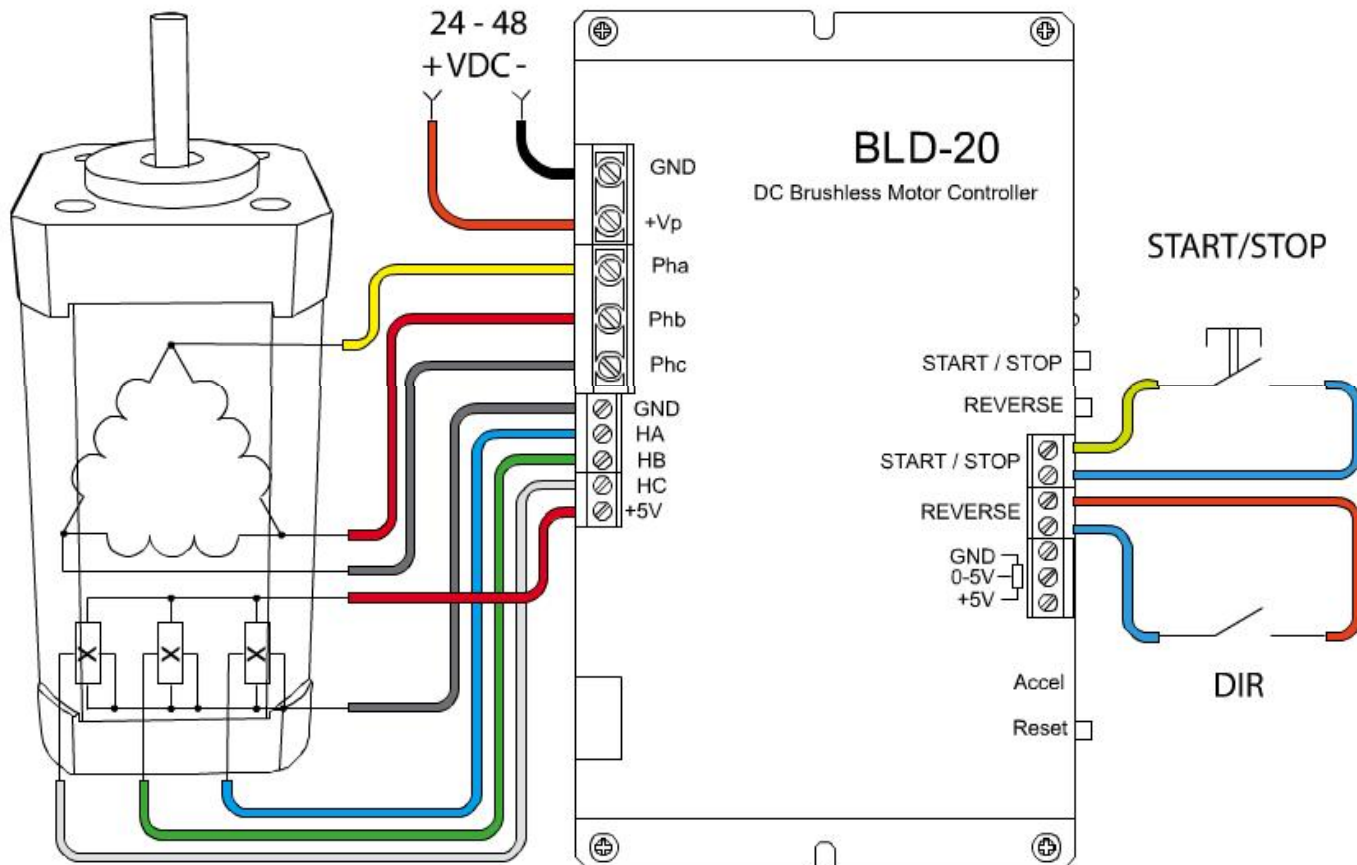 24 - 48
+ VDC -
BLD-20
DC Brushless Motor Controller
GND
+Vp
Pha
Phb
Phc
GND
HA
HB
HC
+5V
START / STOP
REVERSE
START / STOP
REVERSE
GND
0-5V
+5V
Accel
Reset
START/STOP
DIR